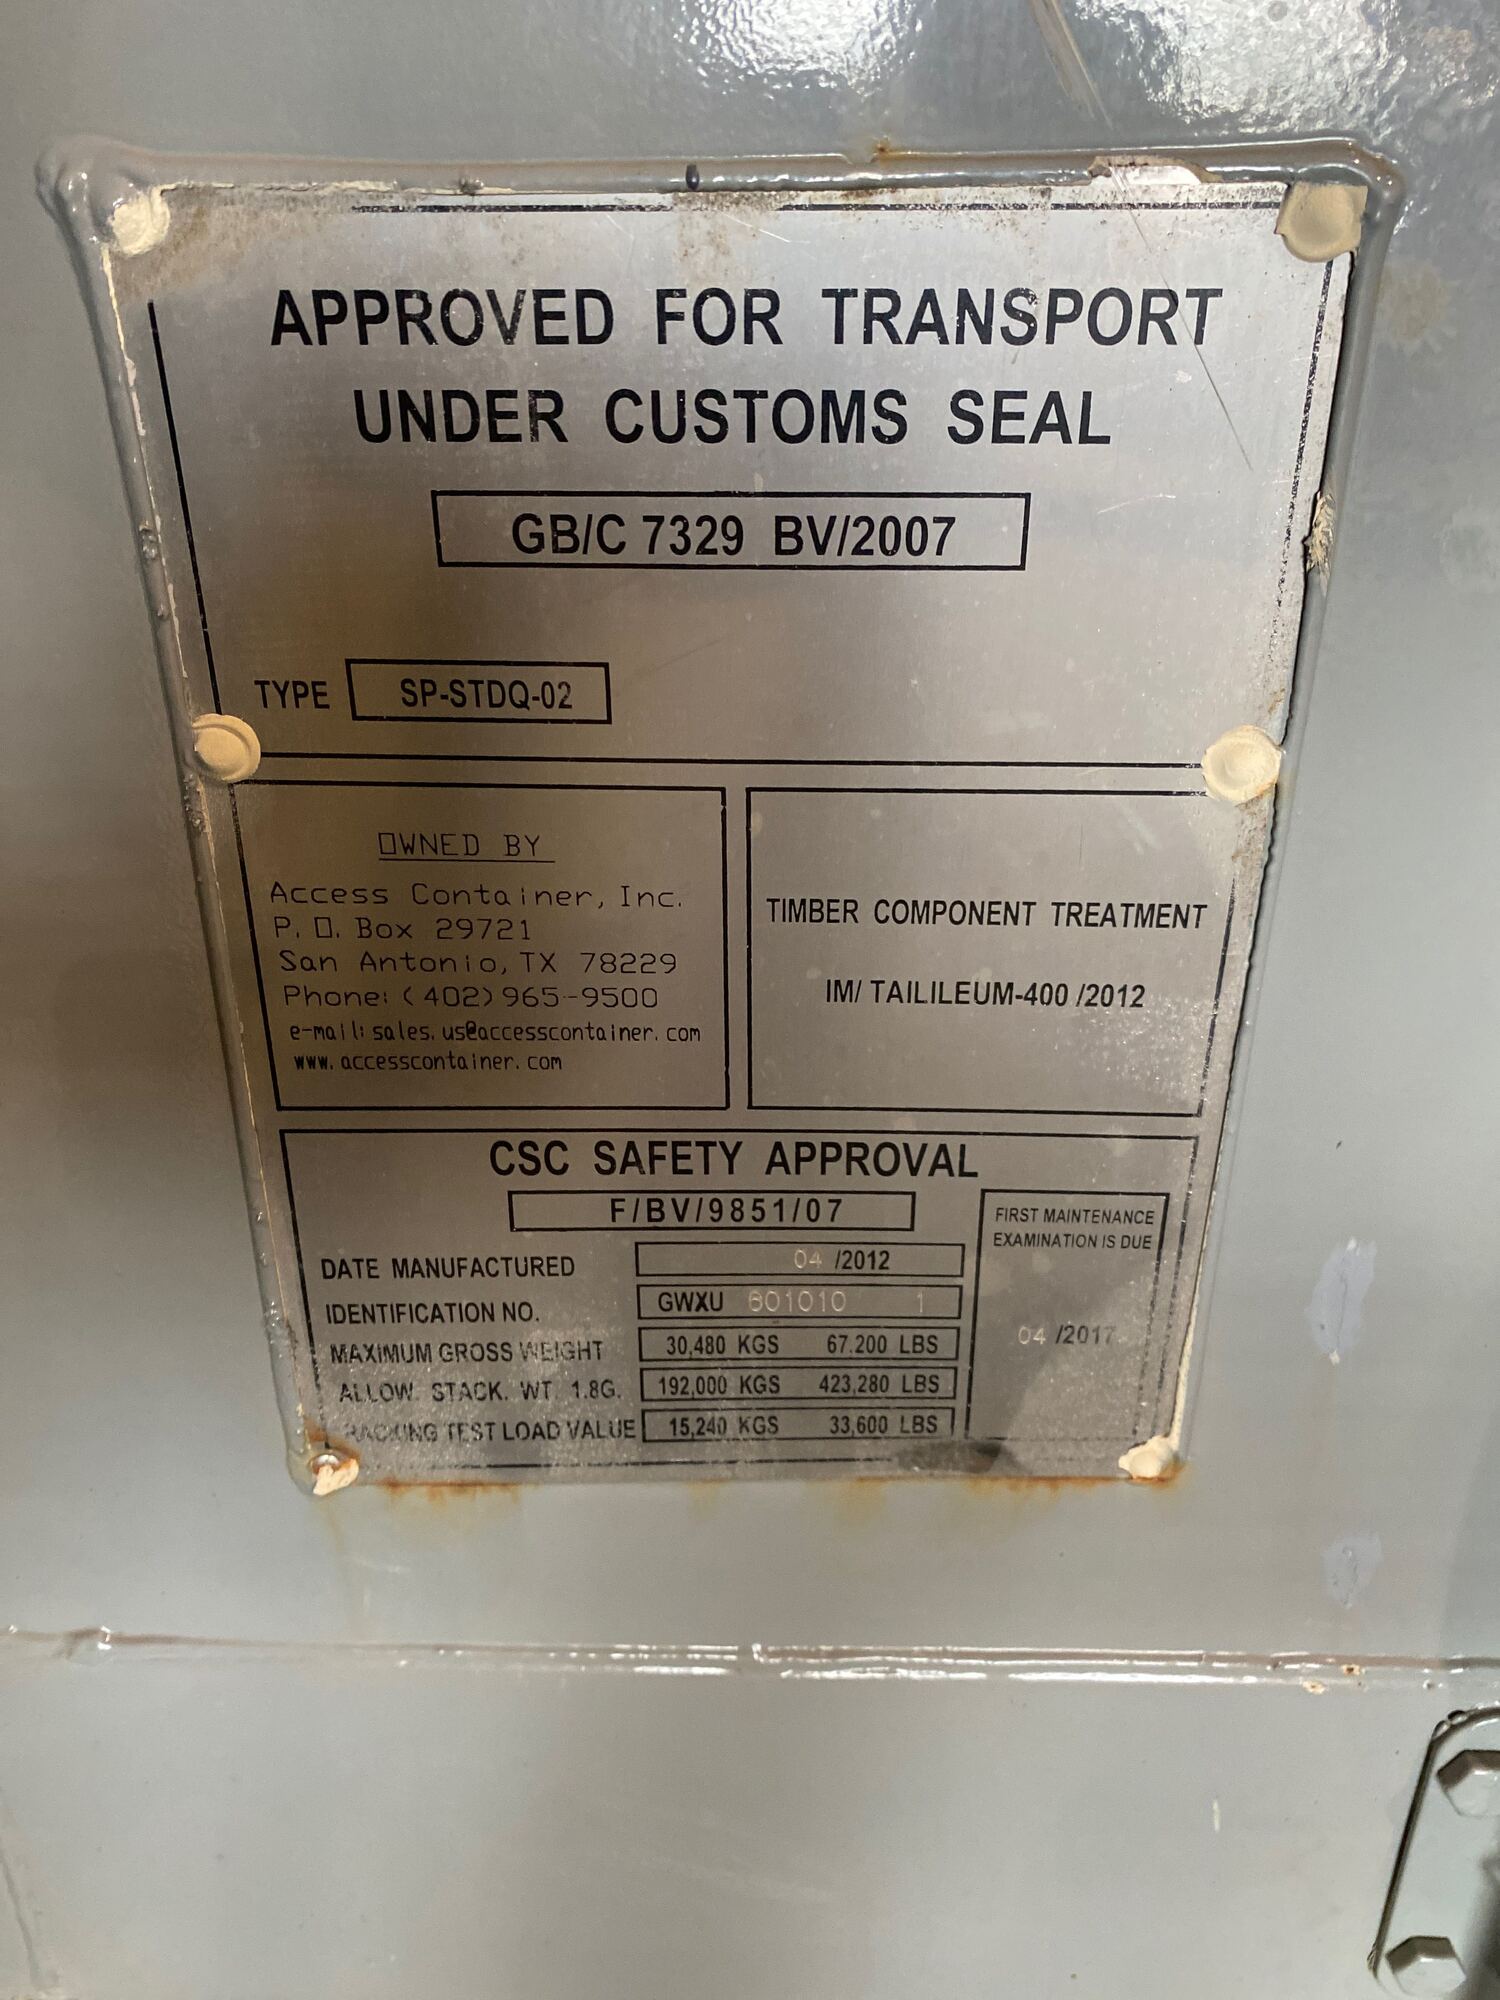 APPROVED FOR TRANSPORT
UNDER CUSTOMS SEAL
GB/C 7329 BV/2007
TYPE SP-STDQ-02
OWNED BY
Access Container, Inc.
P. O. Box 29721
San Antonio, TX 78229
Phone: (402) 965-9500
e-mail: sales.us@accesscontainer.com
www.accesscontainer.com
TIMBER COMPONENT TREATMENT
IM/ TAILILEUM-400 /2012
CSC SAFETY APPROVAL
F/BV/9851/07
DATE MANUFACTURED 04 /2012
IDENTIFICATION NO. GWXU 601010 1
MAXIMUM GROSS WEIGHT 30,480 KGS 67.200 LBS
ALLOW. STACK. WT. 1.8G. 192,000 KGS 423,280 LBS
RACKING TEST LOAD VALUE 15,240 KGS 33,600 LBS
FIRST MAINTENANCE
EXAMINATION IS DUE
04 /2017